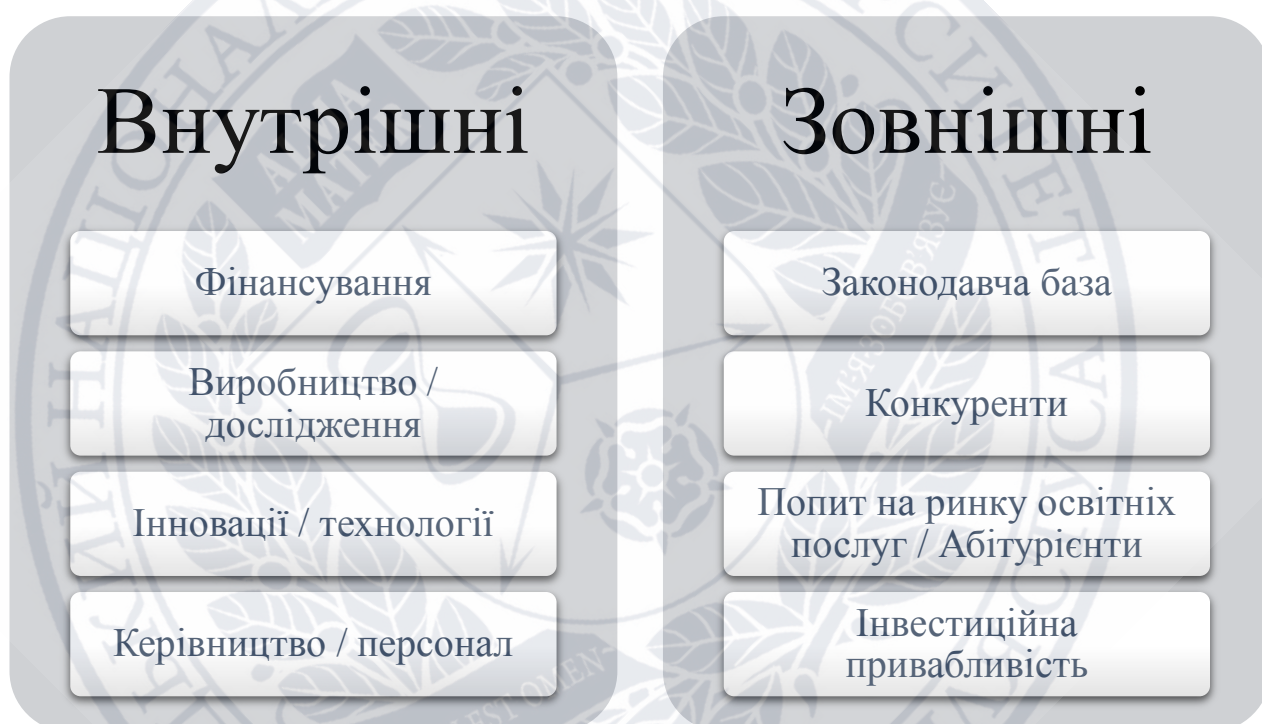 Внутрішні
Фінансування
Виробництво /
дослідження
Інновації / технології
Керівництво / персонал
Зовнішні
Законодавча база
Конкуренти
Попит на ринку освітніх
послуг / Абітурієнти
Інвестиційна
привабливість